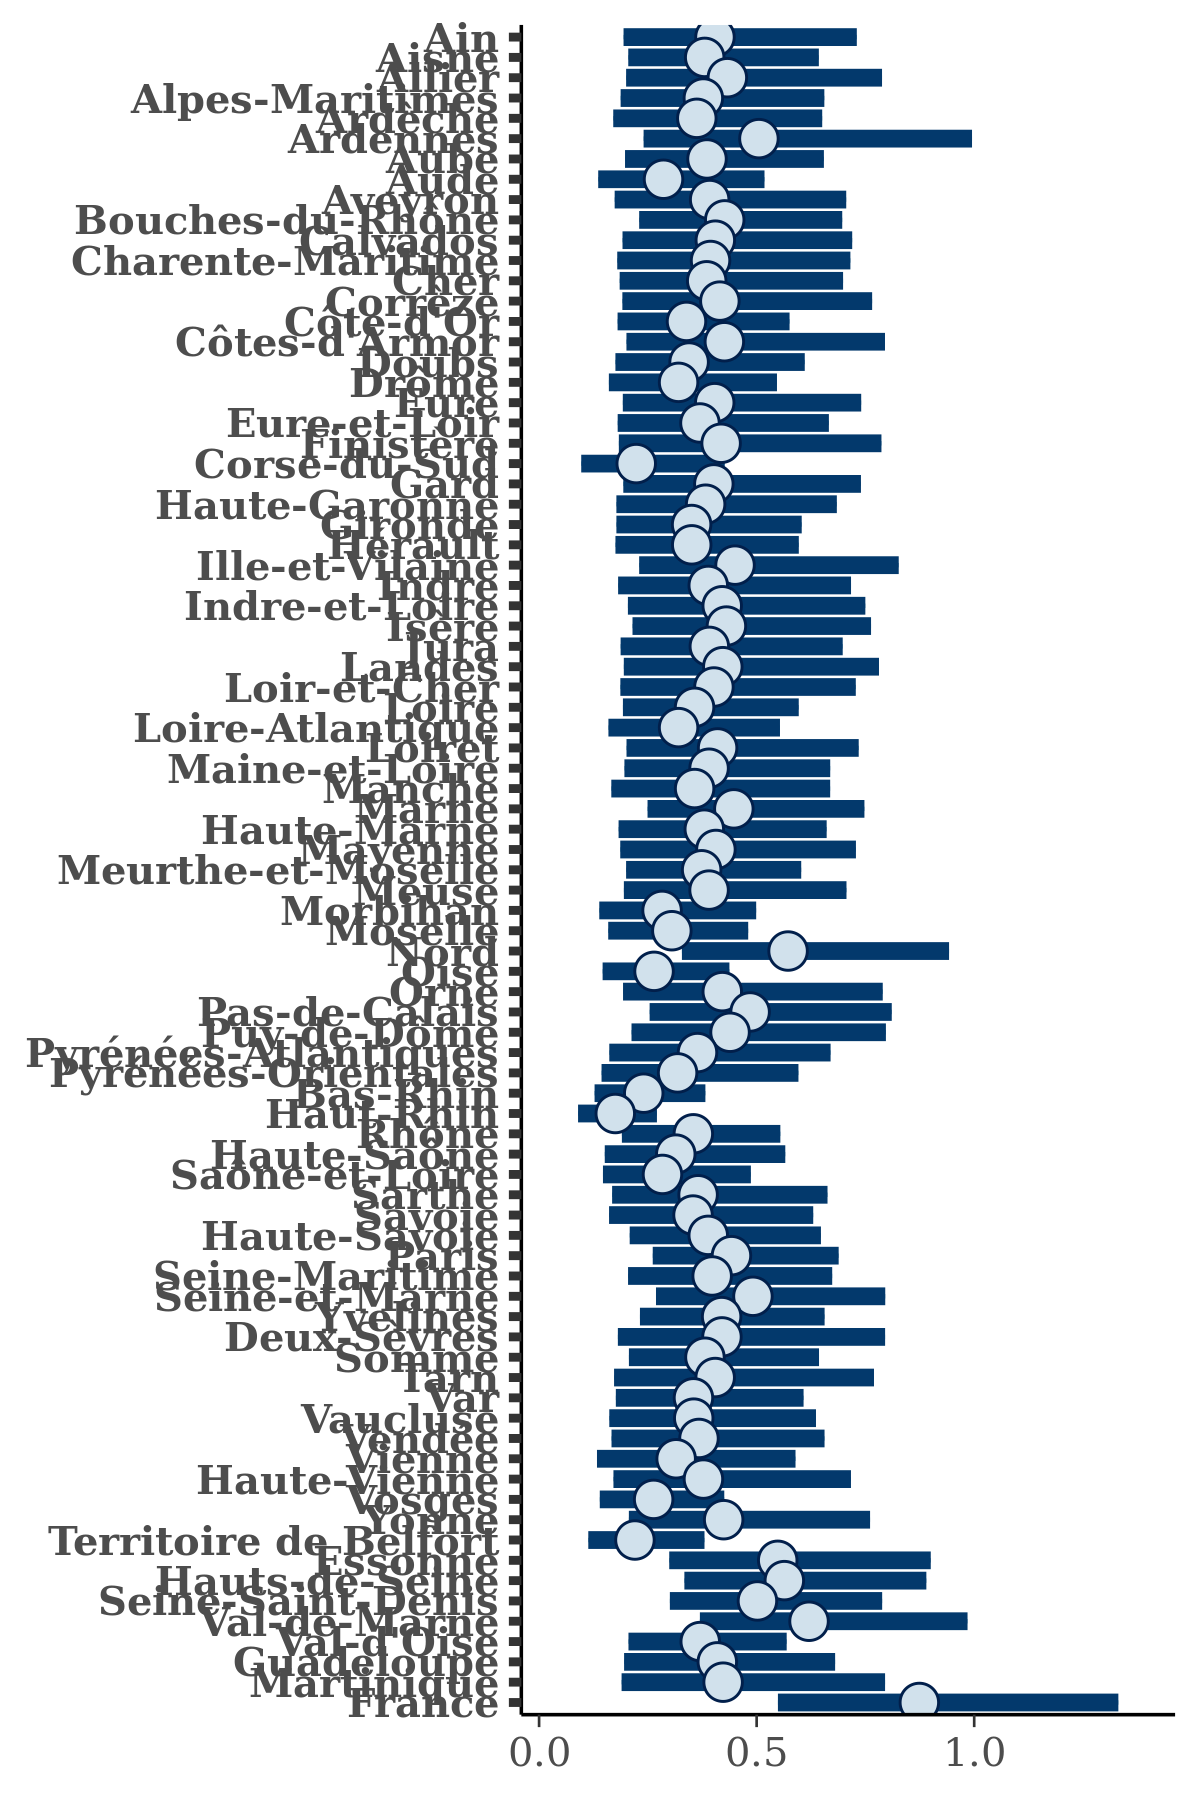 Ain
Aisne
Allier
Alpes-Maritimes
Ardèche
Ardennes
Aube
Aude
Aveyron
Bouches-du-Rhône
Calvados
Charente-Maritime
Cher
Corrèze
Côte-d'Or
Côtes-d'Armor
Doubs
Drôme
Eure
Eure-et-Loir
Finistère
Corse-du-Sud
Gard
Haute-Garonne
Gironde
Hérault
Ille-et-Vilaine
Indre
Indre-et-Loire
Isère
Jura
Landes
Loir-et-Cher
Loire
Loire-Atlantique
Loiret
Maine-et-Loire
Manche
Marne
Haute-Marne
Mayenne
Meurthe-et-Moselle
Meuse
Morbihan
Moselle
Nord
Oise
Orne
Pas-de-Calais
Puy-de-Dôme
Pyrénées-Atlantiques
Pyrénées-Orientales
Bas-Rhin
Haut-Rhin
Rhône
Haute-Saône
Saône-et-Loire
Sarthe
Savoie
Haute-Savoie
Paris
Seine-Maritime
Seine-et-Marne
Yvelines
Deux-Sèvres
Somme
Tarn
Var
Vaucluse
Vendée
Vienne
Haute-Vienne
Vosges
Yonne
Territoire de Belfort
Essonne
Hauts-de-Seine
Seine-Saint-Denis
Val-de-Marne
Val-d'Oise
Guadeloupe
Martinique
France
0.0 0.5 1.0